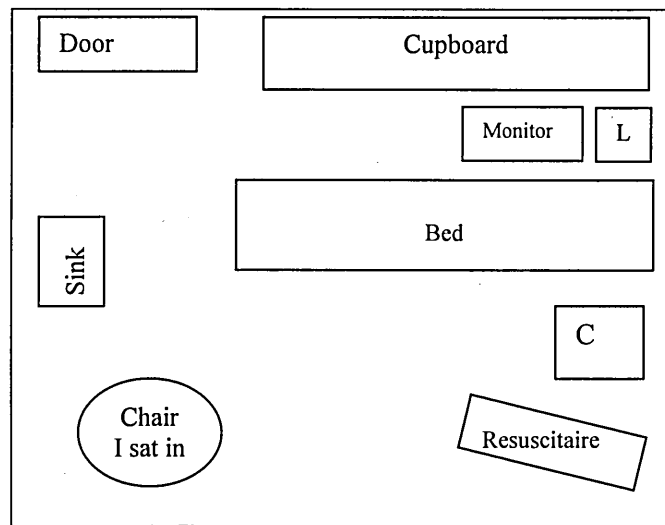 Door
Cupboard
Monitor
L
Bed
Sink
C
Chair
I sat in
Resuscitaire